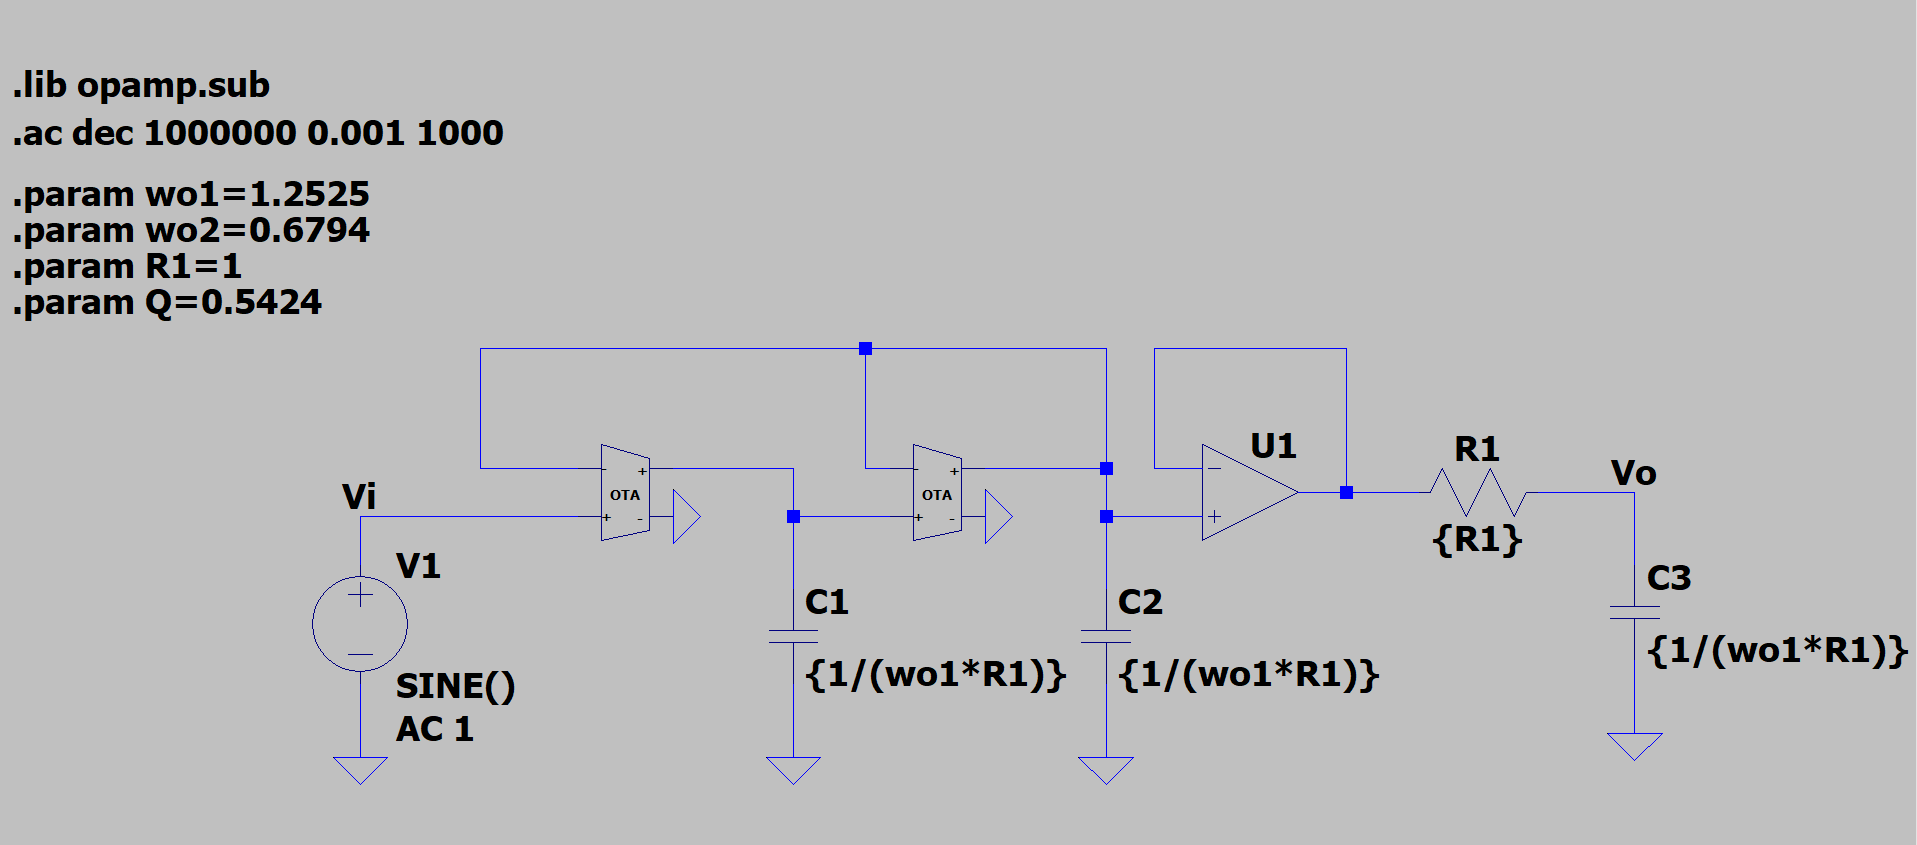 .lib opamp.sub
.ac dec 1000000 0.001 1000
.param wo1=1.2525
.param wo2=0.6794
.param R1=1
.param Q=0.5424
U1
R1
Vo
Vi
- +
OTA
+ -
- +
OTA
+ -
{R1}
V1
C3
C1
C2
{1/(wo1*R1)}
{1/(wo1*R1)}
{1/(wo1*R1)}
SINE()
AC 1